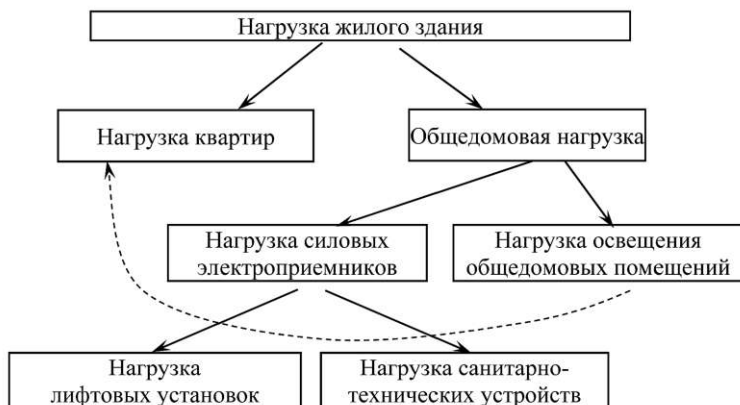 Нагрузка жилого здания
Нагрузка квартир
Общедомовая нагрузка
Нагрузка силовых
электроприемников
Нагрузка освещения
общедомовых помещений
Нагрузка
лифтовых установок
Нагрузка санитарно-
технических устройств